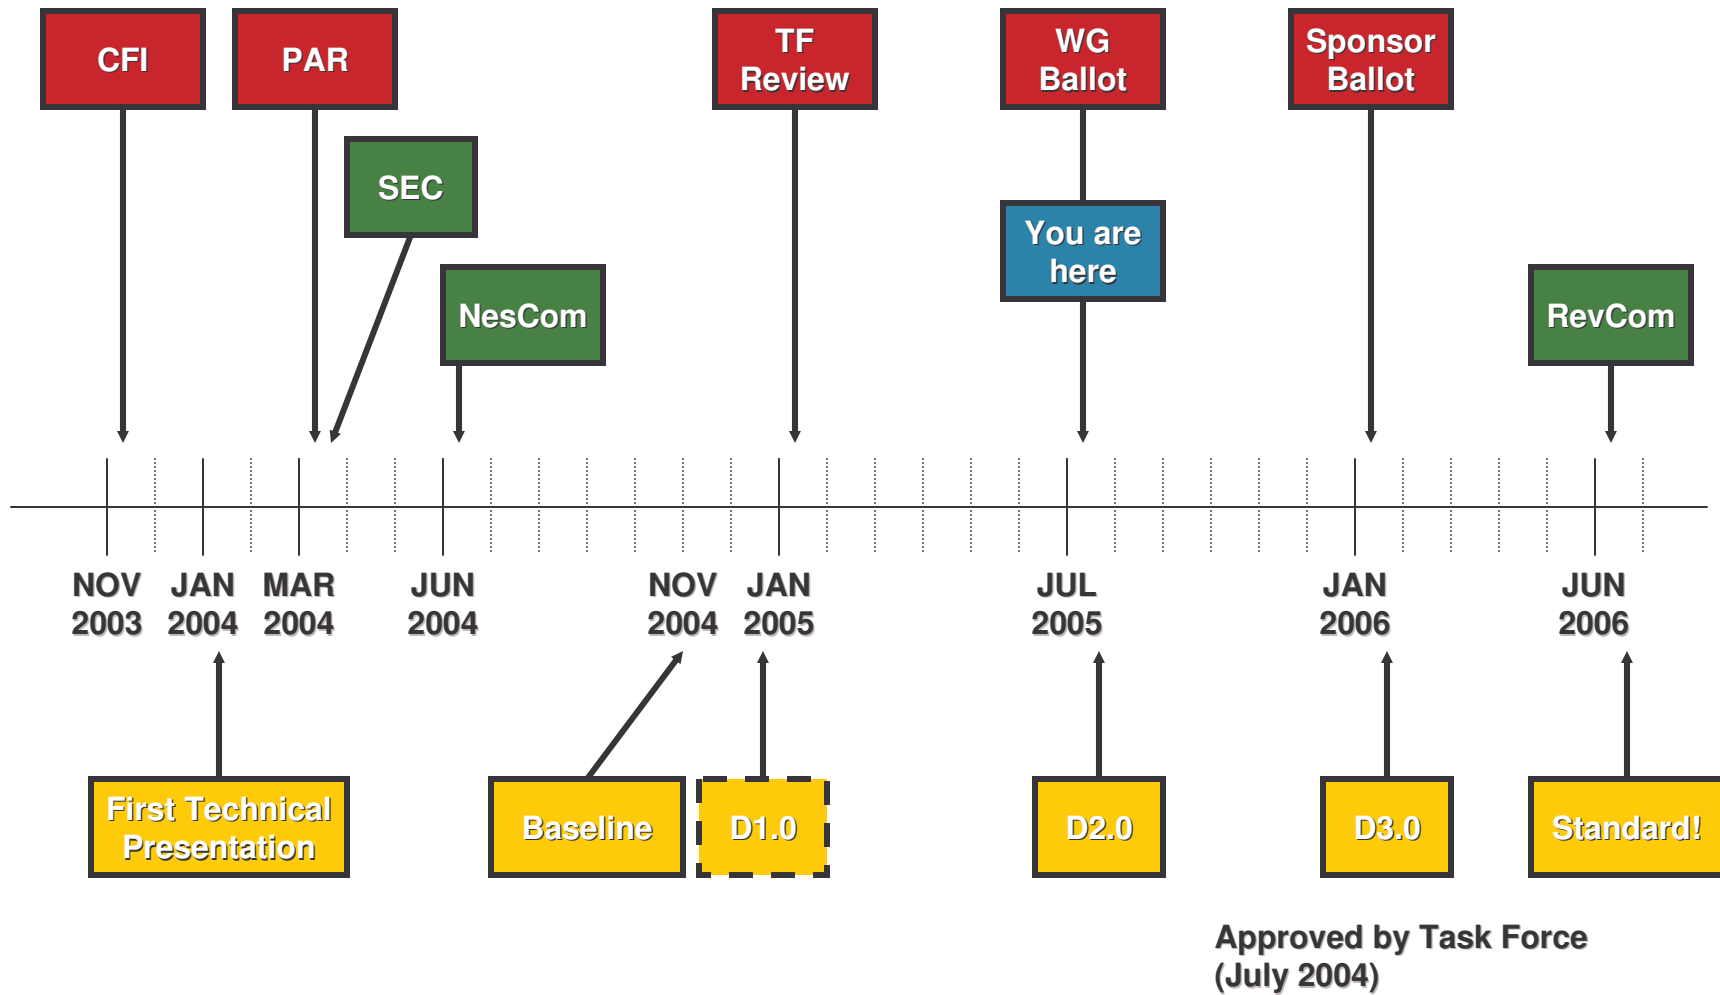 CFI
PAR
TF
Review
WG
Ballot
Sponsor
Ballot
SEC
You are
here
NesCom
RevCom
NOV
2003
JAN
2004
MAR
2004
JUN
2004
NOV
2004
JAN
2005
JUL
2005
JAN
2006
JUN
2006
First Technical
Presentation
Baseline
D1.0
D2.0
D3.0
Standard!
Approved by Task Force
(July 2004)